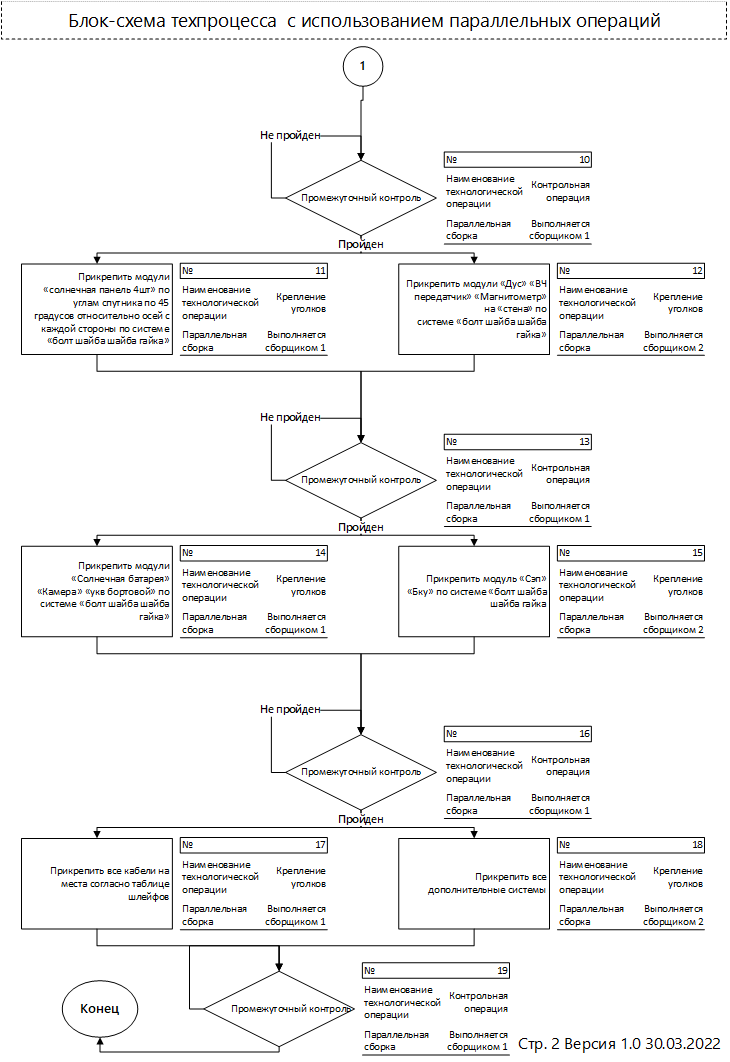 Блок-схема техпроцесса с использованием параллельных операций
1
Не пройден
Промежуточный контроль
№ 10
Наименование
технологической
операции
Контрольная
операция
Параллельная
сборка
Выполняется
сборщиком 1
Пройден
Прикрепить модули
«солнечная панель 4шт» по
углам спутника по 45
градусов относительно осей с
каждой стороны по системе
«болт шайба шайба гайка»
№ 11
Наименование
технологической
операции
Крепление
уголков
Параллельная
сборка
Выполняется
сборщиком 1
Прикрепить модули «Дус» «ВЧ
передатчик» «Магнитометр»
на «стена» по
системе «болт шайба шайба
гайка»
№ 12
Наименование
технологической
операции
Крепление
уголков
Параллельная
сборка
Выполняется
сборщиком 2
Не пройден
Промежуточный контроль
№ 13
Наименование
технологической
операции
Контрольная
операция
Параллельная
сборка
Выполняется
сборщиком 1
Пройден
Прикрепить модули
«Солнечная батарея»
«Камера» «укв бортовой» по
системе «болт шайба шайба
гайка»
№ 14
Наименование
технологической
операции
Крепление
уголков
Параллельная
сборка
Выполняется
сборщиком 1
Прикрепить модуль «Сэп»
«Бку» по системе «болт шайба
шайба гайка
№ 15
Наименование
технологической
операции
Крепление
уголков
Параллельная
сборка
Выполняется
сборщиком 2
Не пройден
Промежуточный контроль
№ 16
Наименование
технологической
операции
Контрольная
операция
Параллельная
сборка
Выполняется
сборщиком 1
Пройден
Прикрепить все кабели на
места согласно таблице
шлейфов
№ 17
Наименование
технологической
операции
Крепление
уголков
Параллельная
сборка
Выполняется
сборщиком 1
Прикрепить все
дополнительные системы
№ 18
Наименование
технологической
операции
Крепление
уголков
Параллельная
сборка
Выполняется
сборщиком 2
Конец
Промежуточный контроль
№ 19
Наименование
технологической
операции
Контрольная
операция
Параллельная
сборка
Выполняется
сборщиком 1
Стр. 2 Версия 1.0 30.03.2022